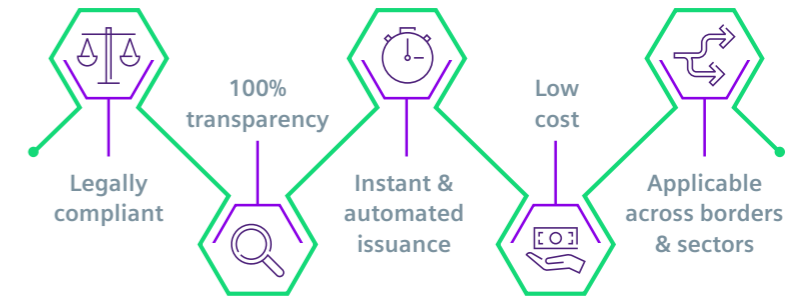 Legally
compliant
100%
transparency
Instant &
automated
issuance
Low
cost
Applicable
across borders
& sectors